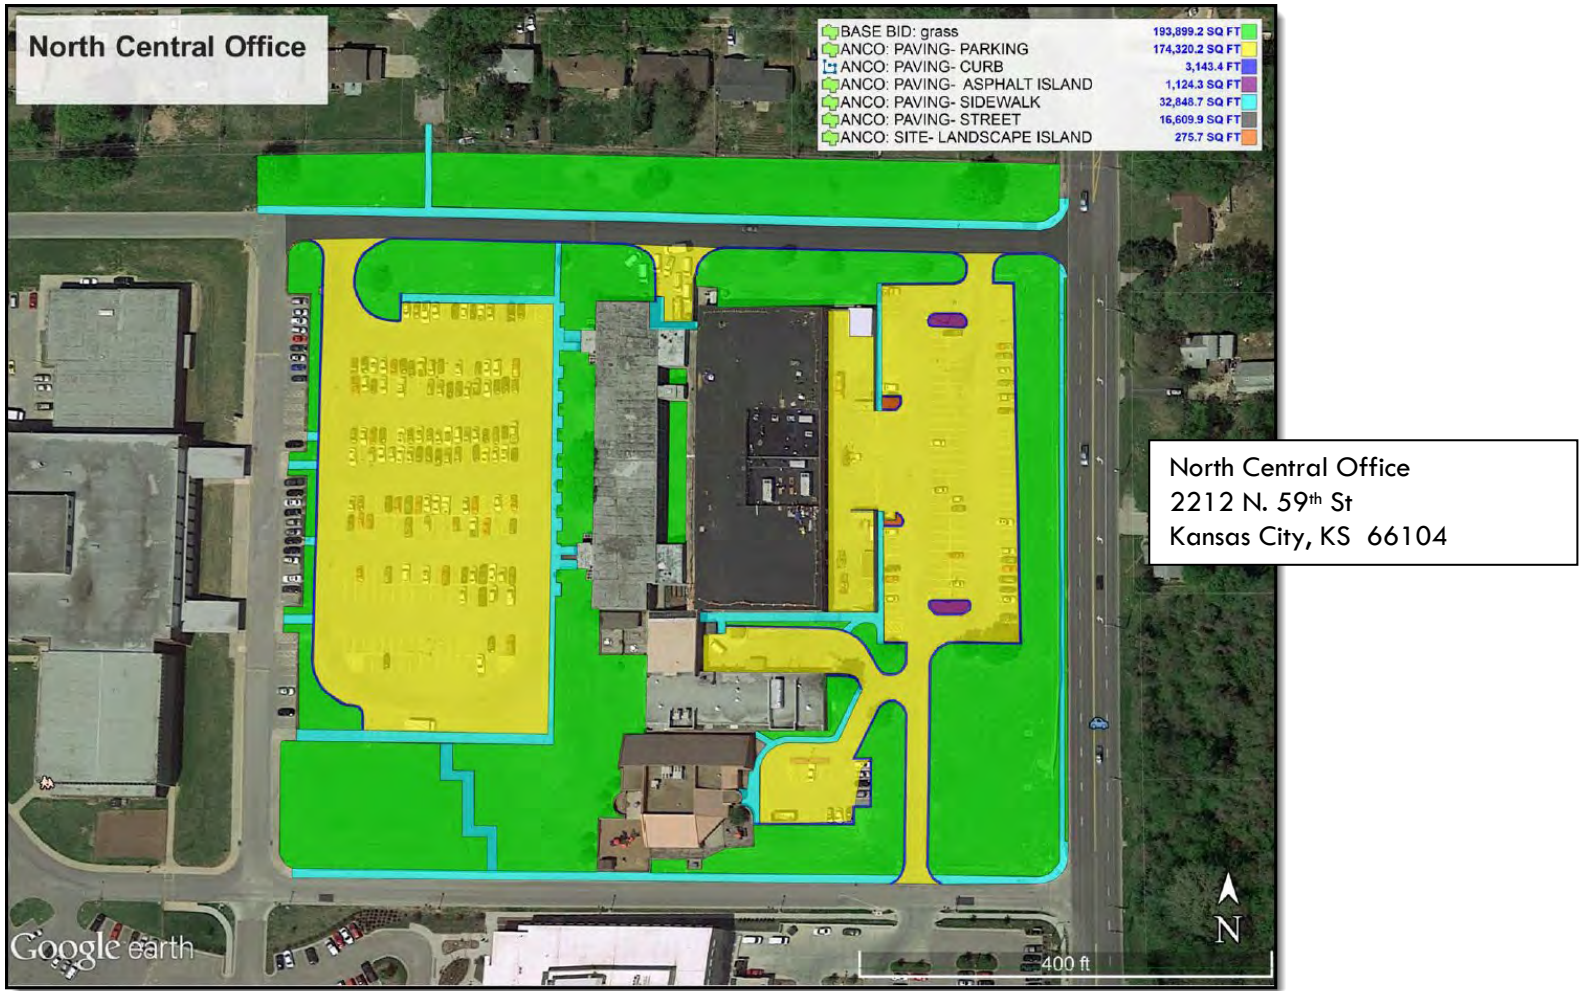 North Central Office
BASE BID: grass 193,899.2 SQ FT
ANCO: PAVING- PARKING 174,320.2 SQ FT
ANCO: PAVING- CURB 3,143.4 FT
ANCO: PAVING- ASPHALT ISLAND 1,124.3 SQ FT
ANCO: PAVING- SIDEWALK 32,848.7 SQ FT
ANCO: PAVING- STREET 16,609.9 SQ FT
ANCO: SITE- LANDSCAPE ISLAND 275.7 SQ FT
North Central Office
2212 N. 59th St
Kansas City, KS 66104
N
Google earth
400 ft